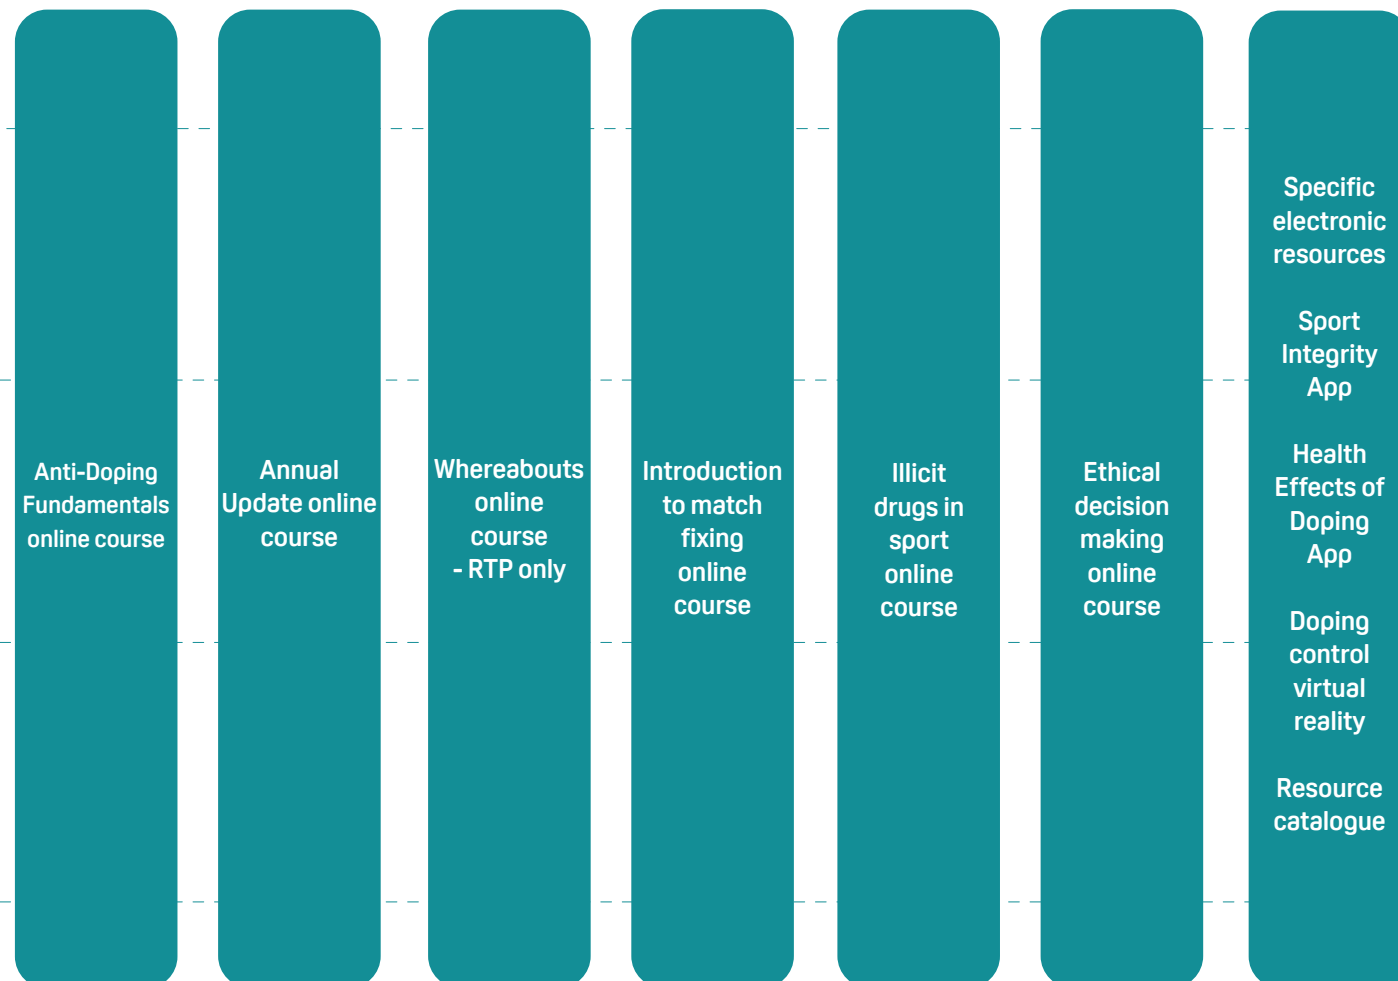 Anti-Doping
Fundamentals
online course
Annual
Update online
course
Whereabouts
online
course
- RTP only
Introduction
to match
fixing
online
course
Illicit
drugs in
sport
online
course
Ethical
decision
making
online
course
Specific
electronic
resources
Sport
Integrity
App
Health
Effects of
Doping
App
Doping
control
virtual
reality
Resource
catalogue